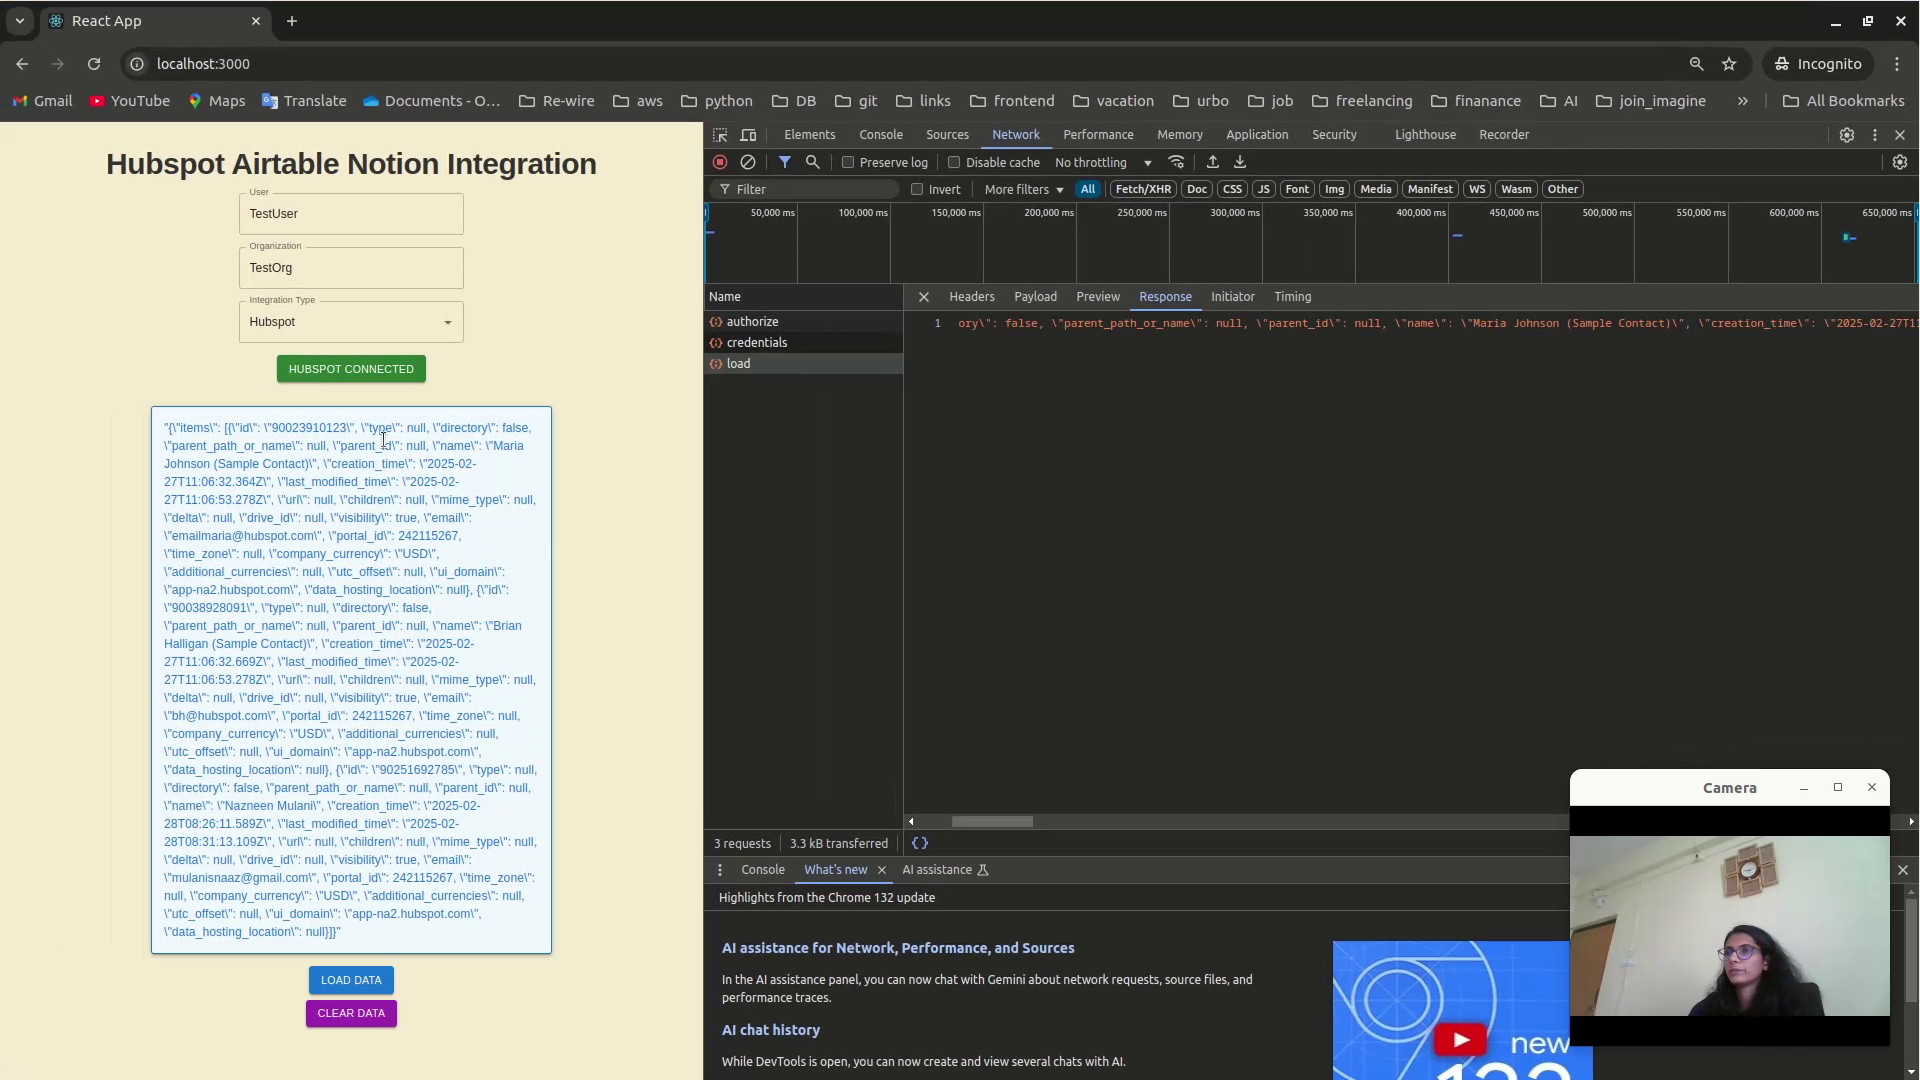 React App
localhost:3000
Incognito
Gmail
YouTube
Maps
Translate
Documents - O...
Re-wire
aws
python
DB
git
links
frontend
vacation
urbo
job
freelancing
finanance
AI
join_imagine
»
All Bookmarks
Hubspot Airtable Notion Integration
User
TestUser
Organization
TestOrg
Integration Type
Hubspot
HUBSPOT CONNECTED
"{\"items\": [{\"id\": \"90023910123\", \"type\": null, \"directory\": false,
\"parent_path_or_name\": null, \"parent_id\": null, \"name\": \"Maria
Johnson (Sample Contact)\", \"creation_time\": \"2025-02-
27T11:06:32.364Z\", \"last_modified_time\": \"2025-02-
27T11:06:53.278Z\", \"url\": null, \"children\": null, \"mime_type\": null,
\"delta\": null, \"drive_id\": null, \"visibility\": true, \"email\":
\"emailmaria@hubspot.com\", \"portal_id\": 242115267,
\"time_zone\": null, \"company_currency\": \"USD\",
\"additional_currencies\": null, \"utc_offset\": null, \"ui_domain\":
\"app-na2.hubspot.com\", \"data_hosting_location\": null}, {\"id\":
\"90038928091\", \"type\": null, \"directory\": false,
\"parent_path_or_name\": null, \"parent_id\": null, \"name\": \"Brian
Halligan (Sample Contact)\", \"creation_time\": \"2025-02-
27T11:06:32.669Z\", \"last_modified_time\": \"2025-02-
27T11:06:53.278Z\", \"url\": null, \"children\": null, \"mime_type\": null,
\"delta\": null, \"drive_id\": null, \"visibility\": true, \"email\":
\"bh@hubspot.com\", \"portal_id\": 242115267, \"time_zone\": null,
\"company_currency\": \"USD\", \"additional_currencies\": null,
\"utc_offset\": null, \"ui_domain\": \"app-na2.hubspot.com\",
\"data_hosting_location\": null}, {\"id\": \"90251692785\", \"type\": null,
\"directory\": false, \"parent_path_or_name\": null, \"parent_id\": null,
\"name\": \"Nazneen Mulani\", \"creation_time\": \"2025-02-
28T08:26:11.589Z\", \"last_modified_time\": \"2025-02-
28T08:31:13.109Z\", \"url\": null, \"children\": null, \"mime_type\": null,
\"delta\": null, \"drive_id\": null, \"visibility\": true, \"email\":
\"mulanisnaaz@gmail.com\", \"portal_id\": 242115267, \"time_zone\":
null, \"company_currency\": \"USD\", \"additional_currencies\": null,
\"utc_offset\": null, \"ui_domain\": \"app-na2.hubspot.com\",
\"data_hosting_location\": null}]}"
LOAD DATA
CLEAR DATA
Elements
Console
Sources
Network
Performance
Memory
Application
Security
Lighthouse
Recorder
Preserve log
Disable cache
No throttling
Filter
Invert
More filters
All
Fetch/XHR
Doc
CSS
JS
Font
Img
Media
Manifest
WS
Wasm
Other
50,000 ms
100,000 ms
150,000 ms
200,000 ms
250,000 ms
300,000 ms
350,000 ms
400,000 ms
450,000 ms
500,000 ms
550,000 ms
600,000 ms
650,000 ms
Name
Headers
Payload
Preview
Response
Initiator
Timing
authorize
credentials
load
1 ory\": false, \"parent_path_or_name\": null, \"parent_id\": null, \"name\": \"Maria Johnson (Sample Contact)\", \"creation_time\": \"2025-02-27T11
3 requests
3.3 kB transferred
{}
Console
What's new
AI assistance
Highlights from the Chrome 132 update
AI assistance for Network, Performance, and Sources
In the AI assistance panel, you can now chat with Gemini about network requests, source files, and
performance traces.
AI chat history
While DevTools is open, you can now create and view several chats with AI.
new
132
Camera